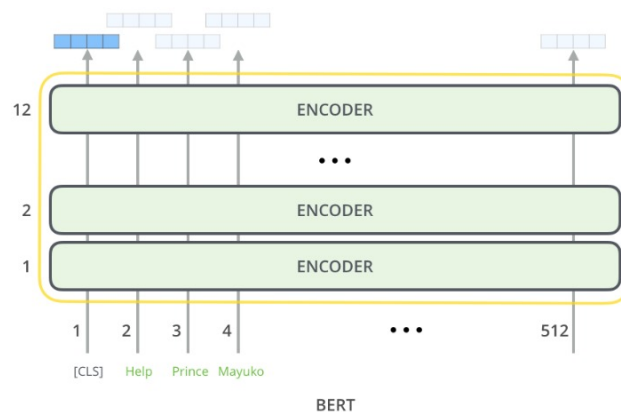 12 ENCODER
...
2 ENCODER
1 ENCODER
1 2 3 4 ... 512
[CLS] Help Prince Mayuko
BERT